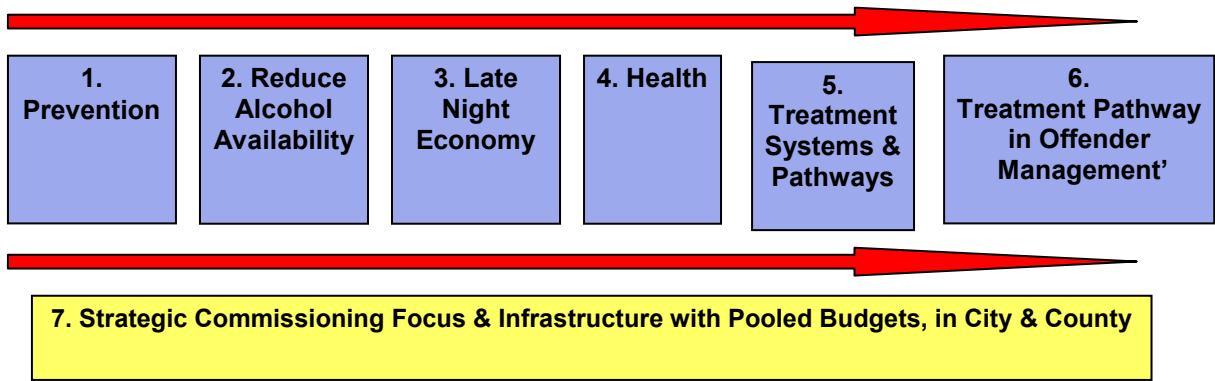 1.
Prevention
2. Reduce
Alcohol
Availability
3. Late
Night
Economy
4. Health
5.
Treatment
Systems &
Pathways
6.
Treatment Pathway
in Offender
Management’
7. Strategic Commissioning Focus & Infrastructure with Pooled Budgets, in City & County